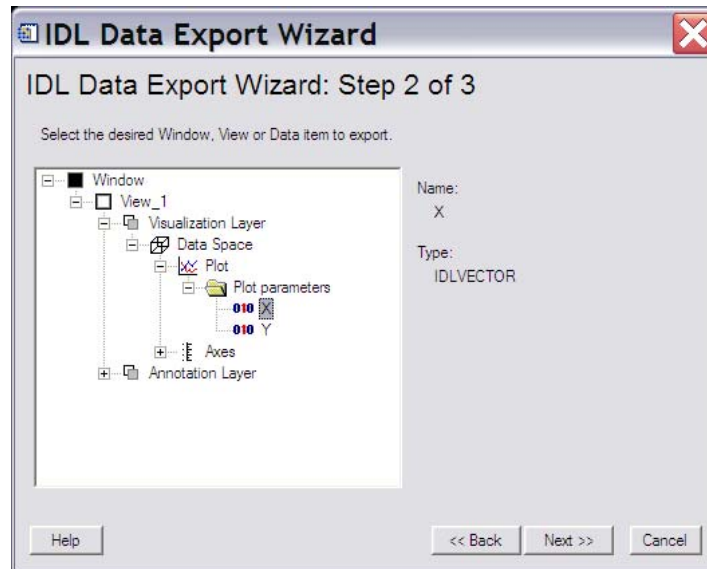 IDL Data Export Wizard
IDL Data Export Wizard: Step 2 of 3
Select the desired Window, View or Data item to export.
Window
View_1
Visualization Layer
Data Space
Plot
Plot parameters
010 X
010 Y
Axes
Annotation Layer
Name:
X
Type:
IDLVECTOR
Help
<< Back
Next >>
Cancel